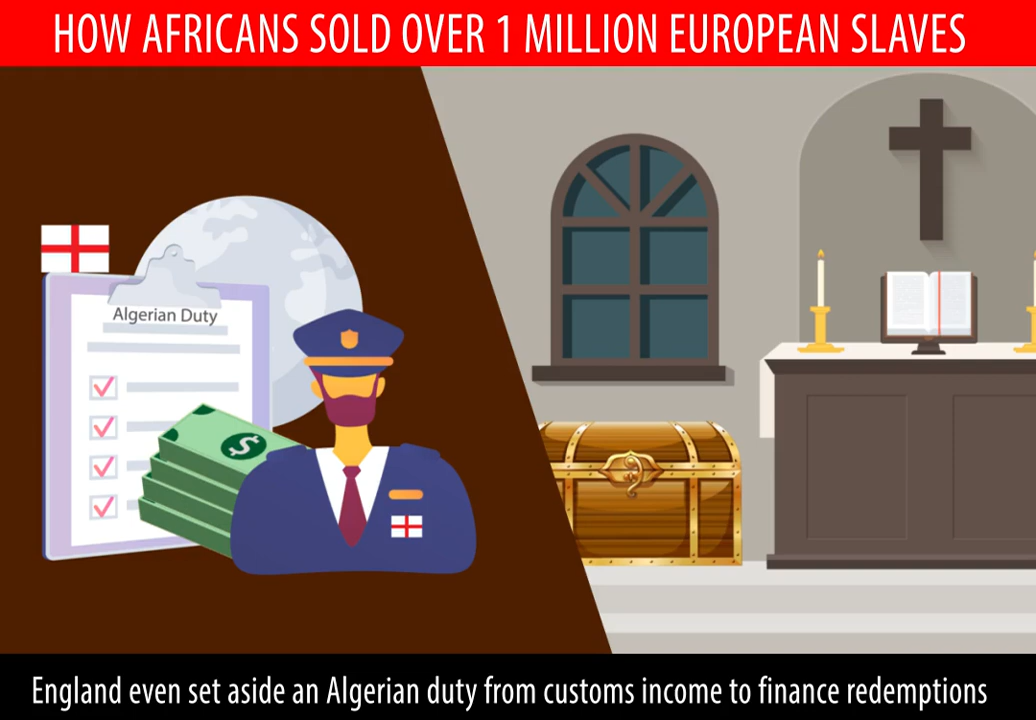 HOW AFRICANS SOLD OVER 1 MILLION EUROPEAN SLAVES
Algerian Duty
$
England even set aside an Algerian duty from customs income to finance redemptions